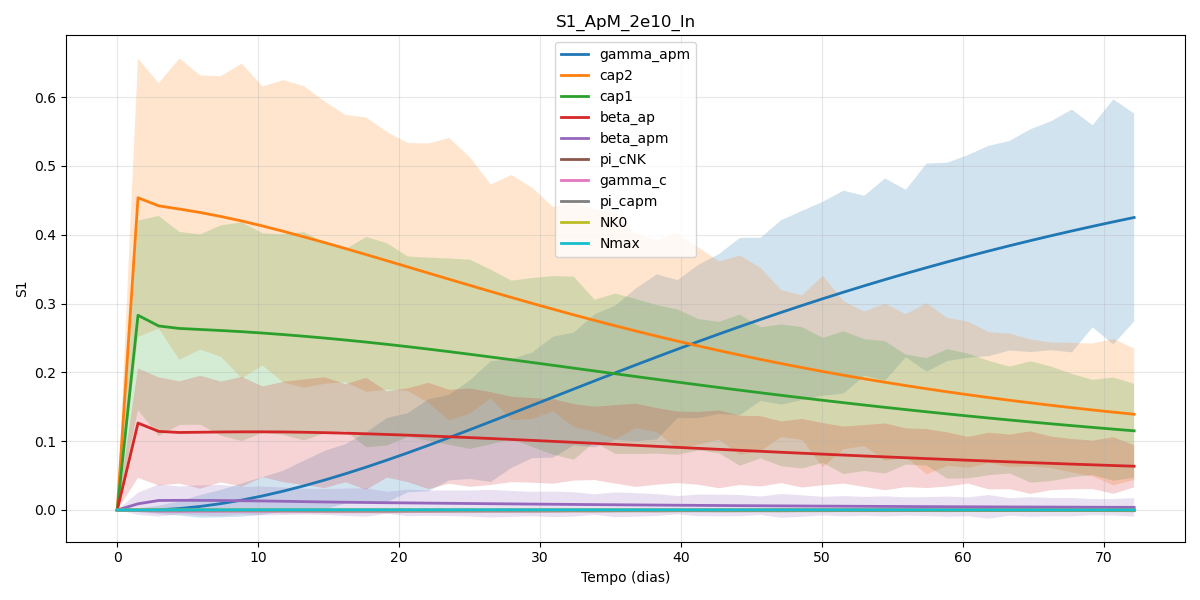 S1_ApM_2e10_ln
gamma_apm
cap2
cap1
beta_ap
beta_apm
pi_cNK
gamma_c
pi_capm
NK0
Nmax
S1
0.6
0.5
0.4
0.3
0.2
0.1
0.0
0 10 20 30 40 50 60 70
Tempo (dias)